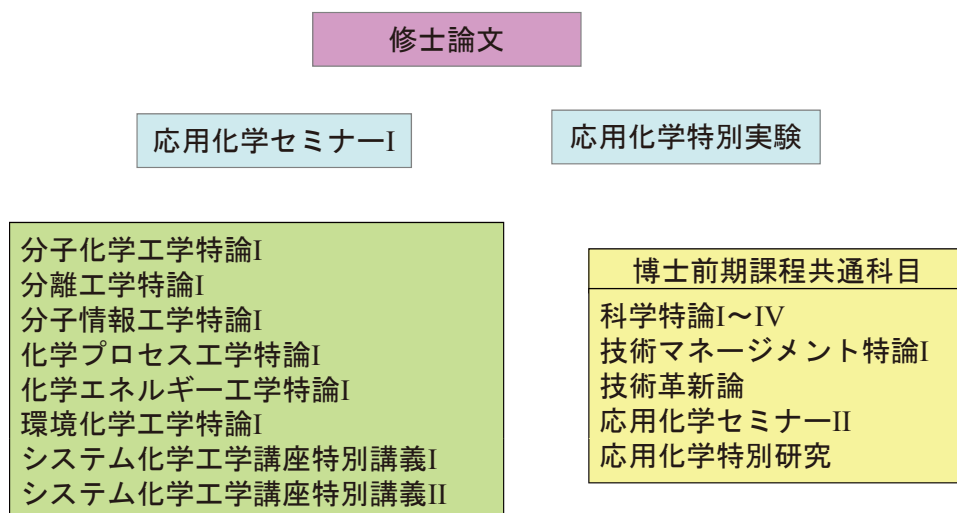 修士論文
応用化学セミナーI
応用化学特別実験
分子化学工学特論I
分離工学特論I
分子情報工学特論I
化学プロセス工学特論I
化学エネルギー工学特論I
環境化学工学特論I
システム化学工学講座特別講義I
システム化学工学講座特別講義II
博士前期課程共通科目
科学特論I〜IV
技術マネージメント特論I
技術革新論
応用化学セミナーII
応用化学特別研究